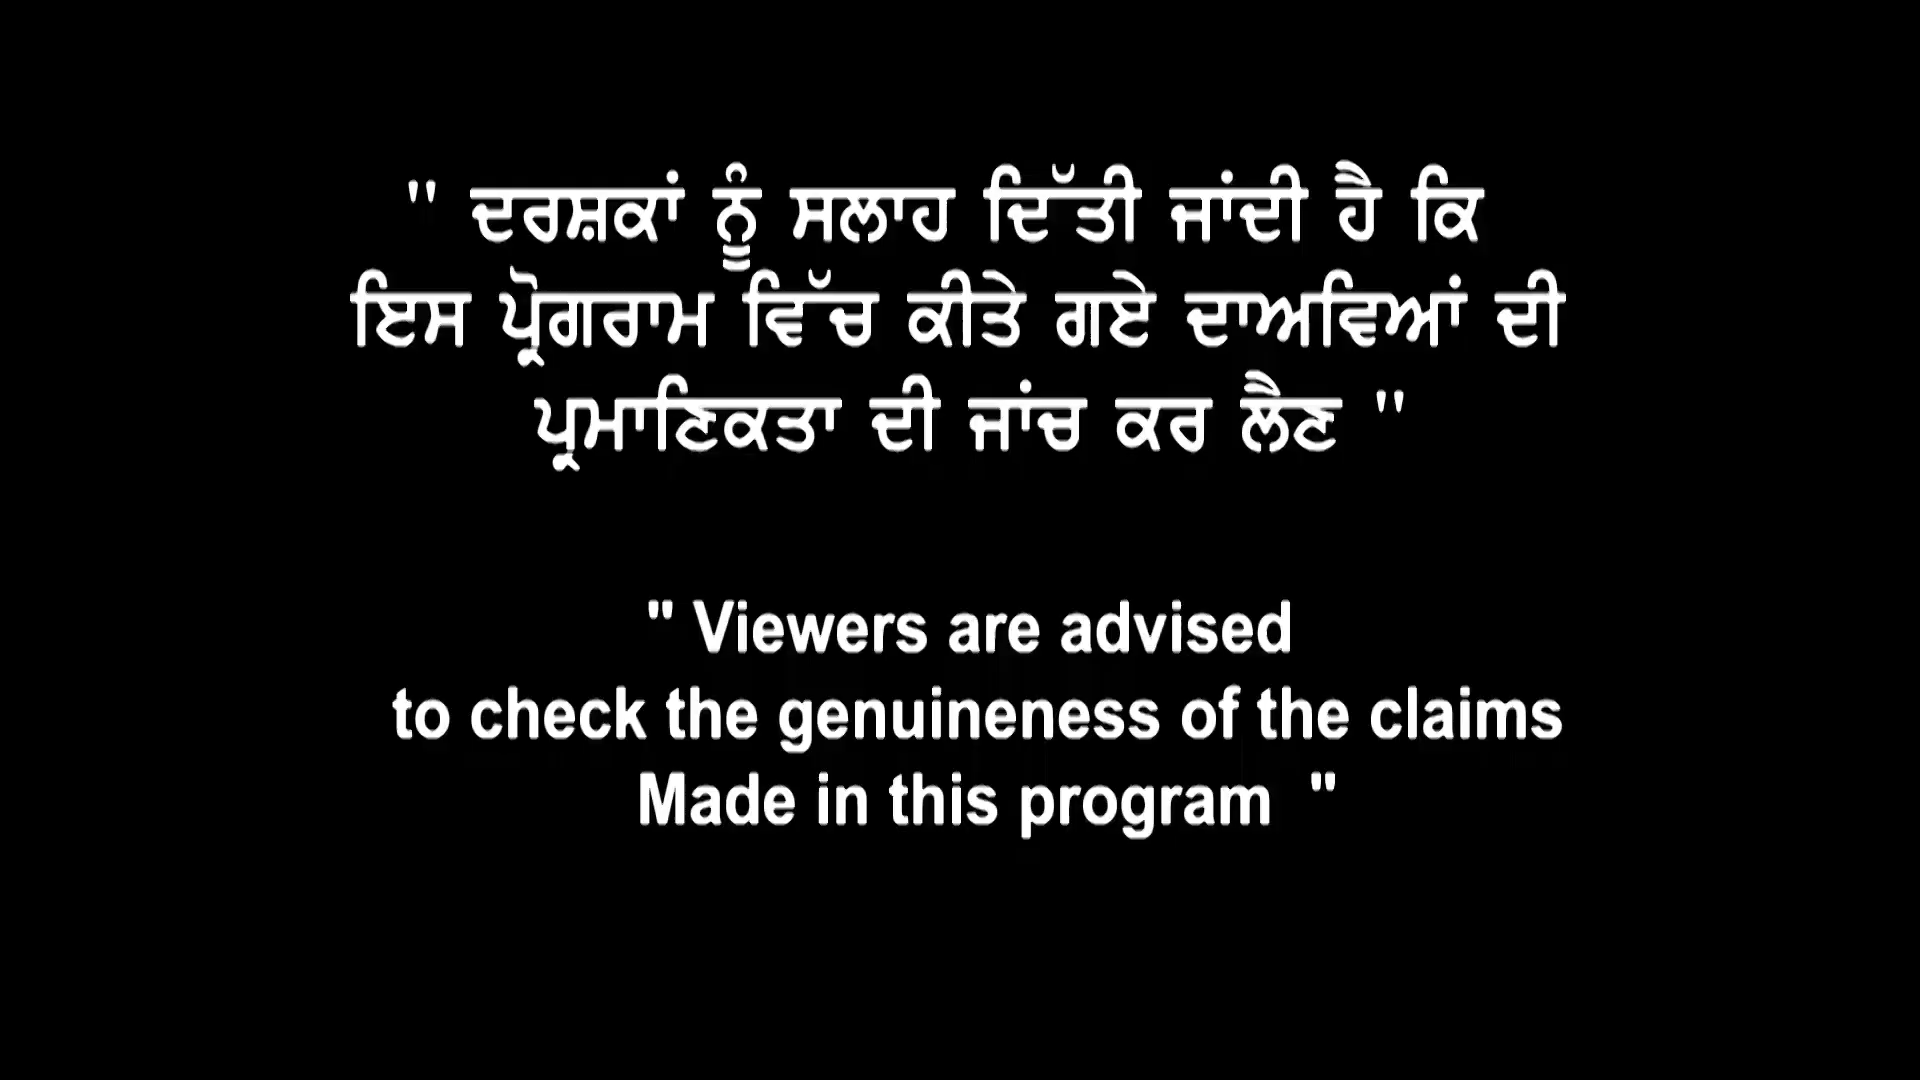 " ਦਰਸ਼ਕਾਂ ਨੂੰ ਸਲਾਹ ਦਿੱਤੀ ਜਾਂਦੀ ਹੈ ਕਿ
ਇਸ ਪ੍ਰੋਗਰਾਮ ਵਿੱਚ ਕੀਤੇ ਗਏ ਦਾਅਵਿਆਂ ਦੀ
ਪ੍ਰਮਾਣਿਕਤਾ ਦੀ ਜਾਂਚ ਕਰ ਲੈਣ "
" Viewers are advised
to check the genuineness of the claims
Made in this program "